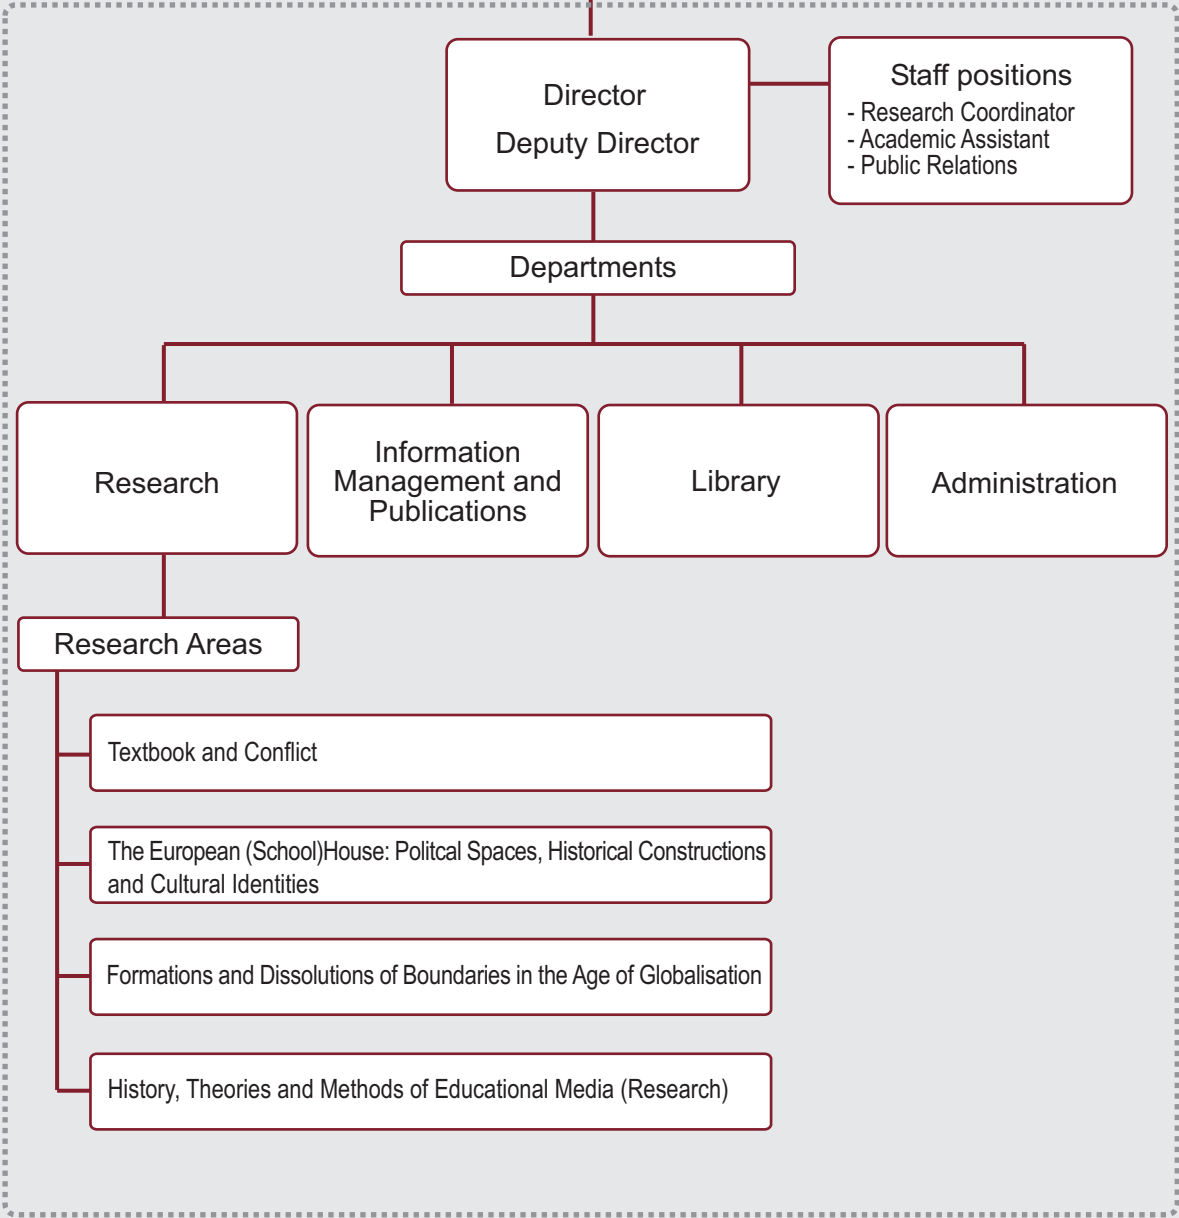 Director
Deputy Director
Staff positions
- Research Coordinator
- Academic Assistant
- Public Relations
Departments
Research
Information
Management and
Publications
Library
Administration
Research Areas
Textbook and Conflict
The European (School)House: Politcal Spaces, Historical Constructions
and Cultural Identities
Formations and Dissolutions of Boundaries in the Age of Globalisation
History, Theories and Methods of Educational Media (Research)